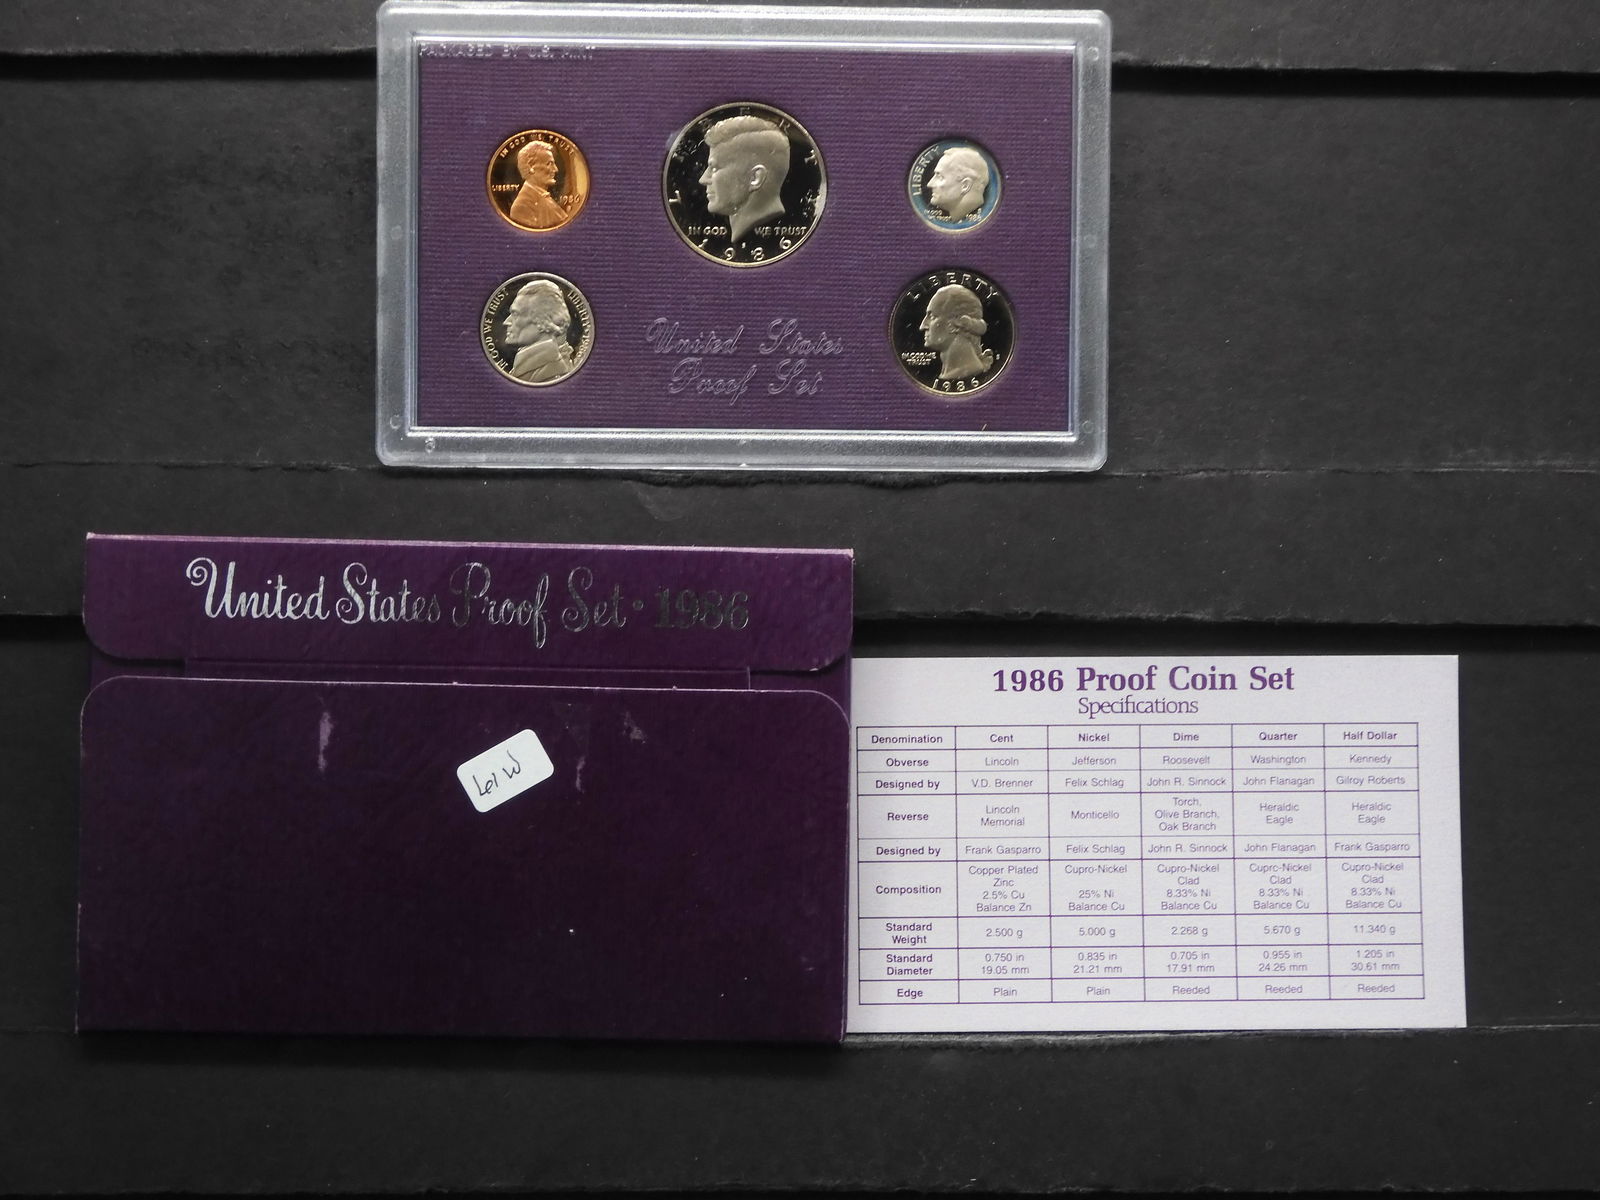 PACKAGED BY U.S. MINT
IN GOD WE TRUST
LIBERTY
1986
S
LIBERTY
IN GOD WE TRUST
S
1986
LIBERTY
IN GOD
WE TRUST
1986
IN GOD WE TRUST
LIBERTY 1986
LIBERTY
IN GOD WE
TRUST
S
1986
United States
Proof Set
United States Proof Set · 1986
1986 Proof Coin Set
Specifications
Denomination Cent Nickel Dime Quarter Half Dollar
Obverse Lincoln Jefferson Roosevelt Washington Kennedy
Designed by V.D. Brenner Felix Schlag John R. Sinnock John Flanagan Gilroy Roberts
Reverse Lincoln Memorial Monticello Torch, Olive Branch, Oak Branch Heraldic Eagle Heraldic Eagle
Designed by Frank Gasparro Felix Schlag John R. Sinnock John Flanagan Frank Gasparro
Composition Copper Plated Zinc 2.5% Cu Balance Zn Cupro-Nickel 25% Ni Balance Cu Cupro-Nickel Clad 8.33% Ni Balance Cu Cupro-Nickel Clad 8.33% Ni Balance Cu Cupro-Nickel Clad 8.33% Ni Balance Cu
Standard Weight 2.500 g 5.000 g 2.268 g 5.670 g 11.340 g
Standard Diameter 0.750 in 19.05 mm 0.835 in 21.21 mm 0.705 in 17.91 mm 0.955 in 24.26 mm 1.205 in 30.61 mm
Edge Plain Plain Reeded Reeded Reeded